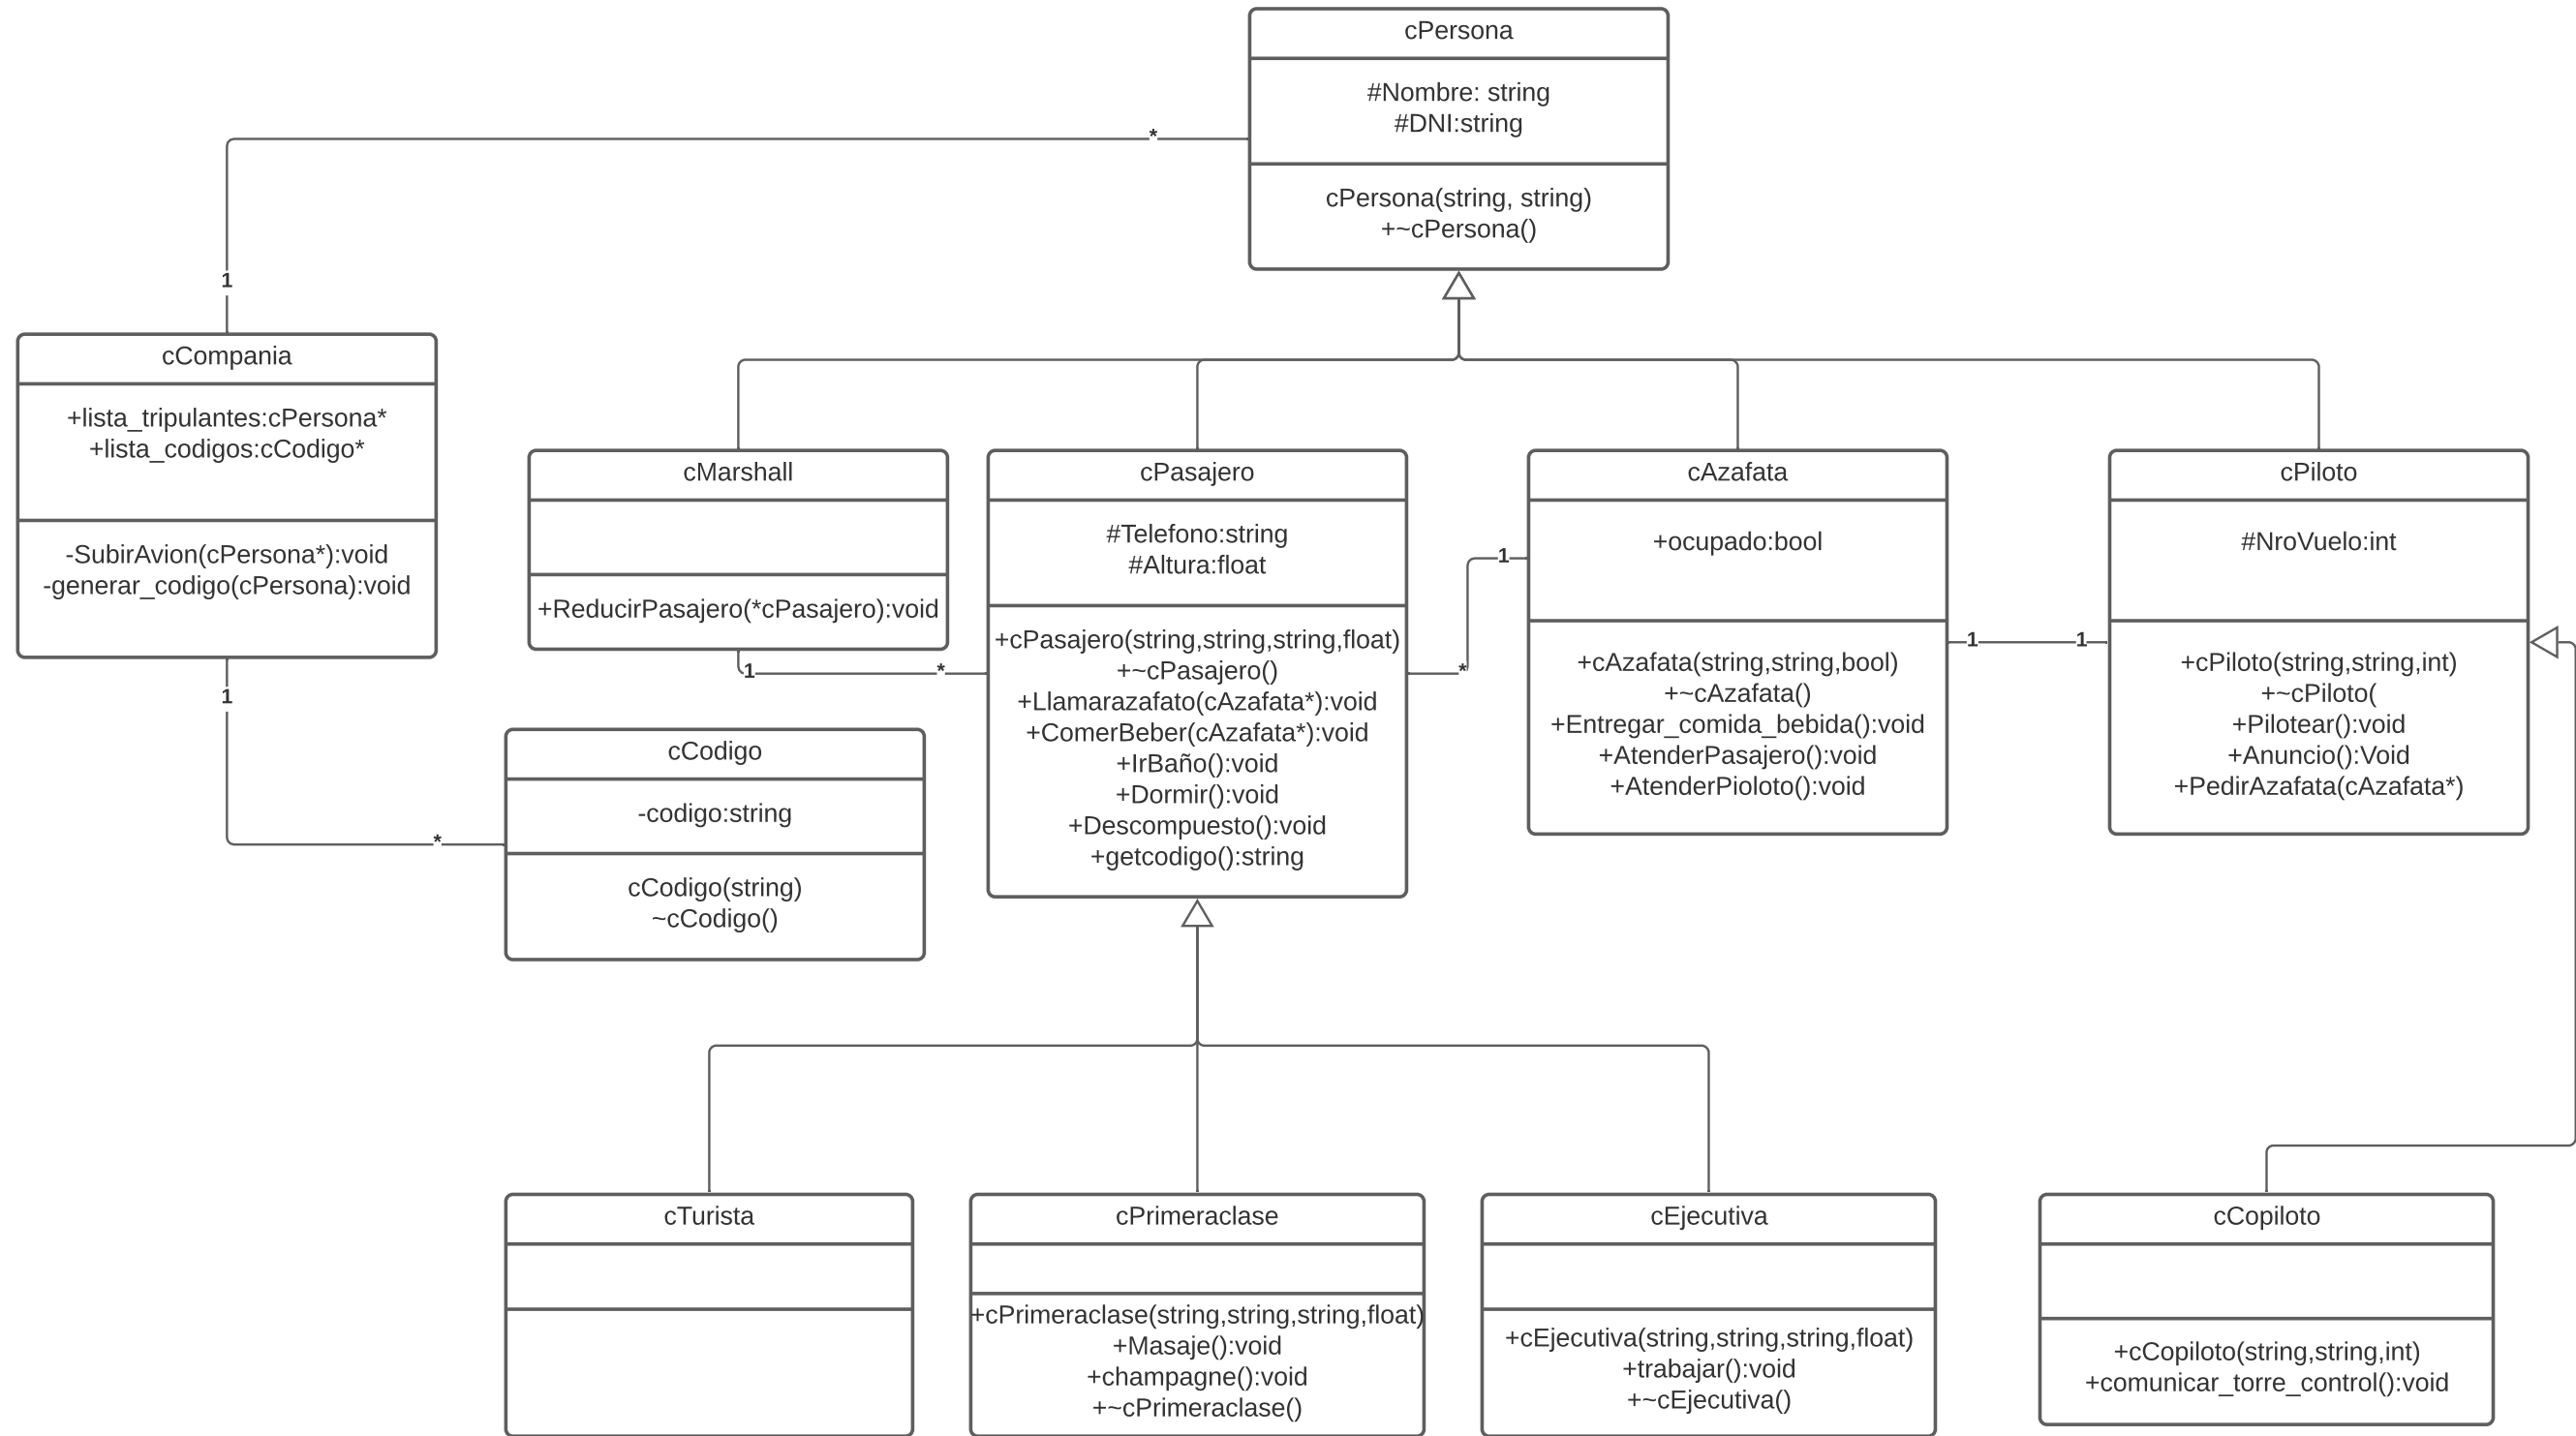 cPersona
#Nombre: string
#DNI:string
cPersona(string, string)
+~cPersona()
*
1
cCompania
+lista_tripulantes:cPersona*
+lista_codigos:cCodigo*
-SubirAvion(cPersona*):void
-generar_codigo(cPersona):void
cMarshall
+ReducirPasajero(*cPasajero):void
cPasajero
#Telefono:string
#Altura:float
+cPasajero(string,string,string,float)
+~cPasajero()
+Llamarazafato(cAzafata*):void
+ComerBeber(cAzafata*):void
+IrBaño():void
+Dormir():void
+Descompuesto():void
+getcodigo():string
cAzafata
+ocupado:bool
+cAzafata(string,string,bool)
+~cAzafata()
+Entregar_comida_bebida():void
+AtenderPasajero():void
+AtenderPioloto():void
cPiloto
#NroVuelo:int
+cPiloto(string,string,int)
+~cPiloto(
+Pilotear():void
+Anuncio():Void
+PedirAzafata(cAzafata*)
1
*
1
*
1
1
1
*
cCodigo
-codigo:string
cCodigo(string)
~cCodigo()
cTurista
cPrimeraclase
+cPrimeraclase(string,string,string,float)
+Masaje():void
+champagne():void
+~cPrimeraclase()
cEjecutiva
+cEjecutiva(string,string,string,float)
+trabajar():void
+~cEjecutiva()
cCopiloto
+cCopiloto(string,string,int)
+comunicar_torre_control():void